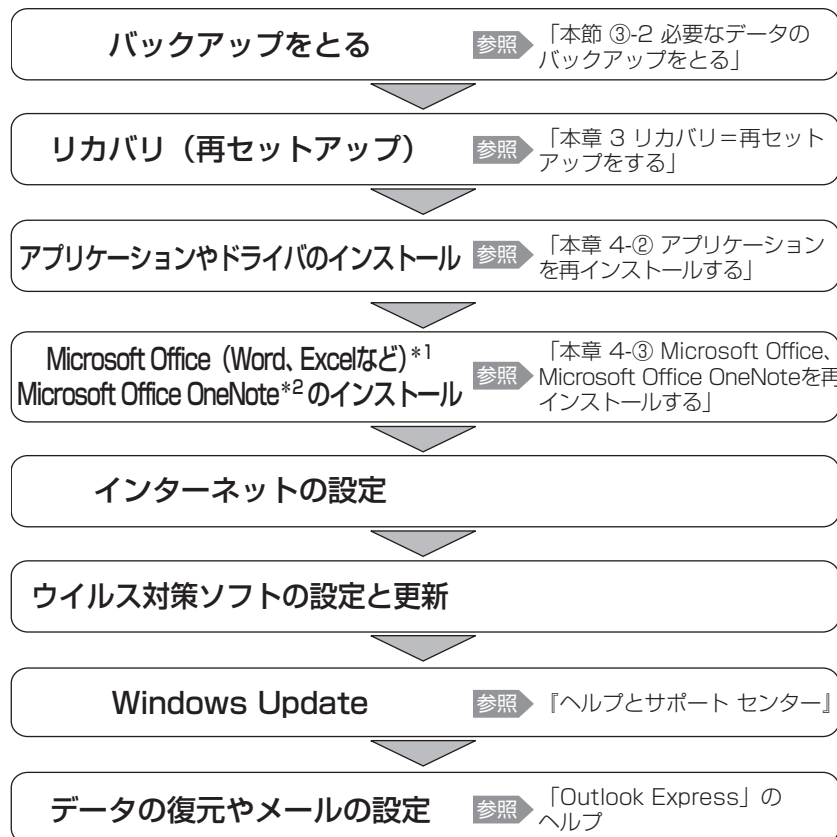 バックアップをとる
参照
「本節 ③-2 必要なデータの
バックアップをとる」
リカバリ（再セットアップ）
参照
「本章 3 リカバリ＝再セット
アップをする」
アプリケーションやドライバのインストール
参照
「本章 4-② アプリケーション
を再インストールする」
Microsoft Office（Word、Excelなど）*1
Microsoft Office OneNote*2 のインストール
参照
「本章 4-③ Microsoft Office、
Microsoft Office OneNoteを再
インストールする」
インターネットの設定
ウイルス対策ソフトの設定と更新
Windows Update
参照
『ヘルプとサポート センター』
データの復元やメールの設定
参照
「Outlook Express」の
ヘルプ